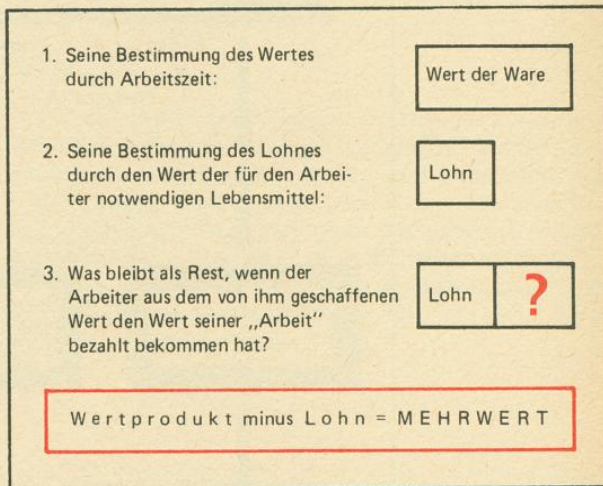 1. Seine Bestimmung des Wertes
durch Arbeitszeit:
Wert der Ware
2. Seine Bestimmung des Lohnes
durch den Wert der für den Arbei-
ter notwendigen Lebensmittel:
Lohn
3. Was bleibt als Rest, wenn der
Arbeiter aus dem von ihm geschaffenen
Wert den Wert seiner „Arbeit''
bezahlt bekommen hat?
Lohn ?
Wertprodukt minus Lohn = MEHRWERT